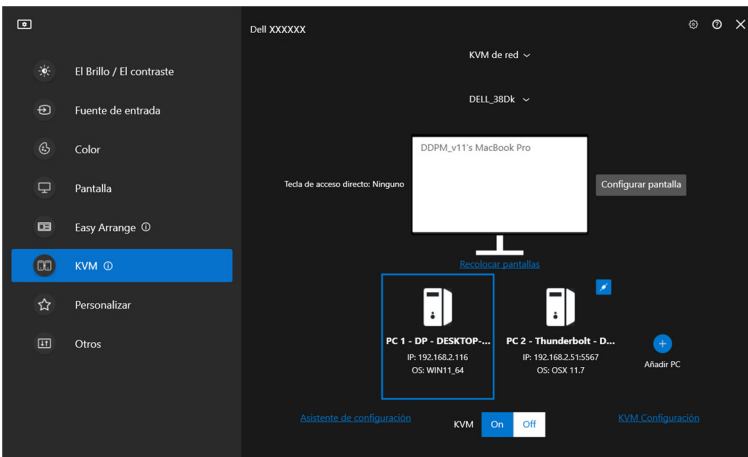 Dell XXXXXX
El Brillo / El contraste
Fuente de entrada
Color
Pantalla
Easy Arrange
KVM
Personalizar
Otros
KVM de red
DELL_38Dk
DDPM_v11's MacBook Pro
Tecla de acceso directo: Ninguno
Configurar pantalla
Recolocar pantallas
PC 1 - DP - DESKTOP-...
IP: 192.168.2.116
OS: WIN11_64
PC 2 - Thunderbolt - D...
IP: 192.168.2.51:5567
OS: OSX 11.7
Añadir PC
Asistente de configuración
KVM On Off
KVM Configuración